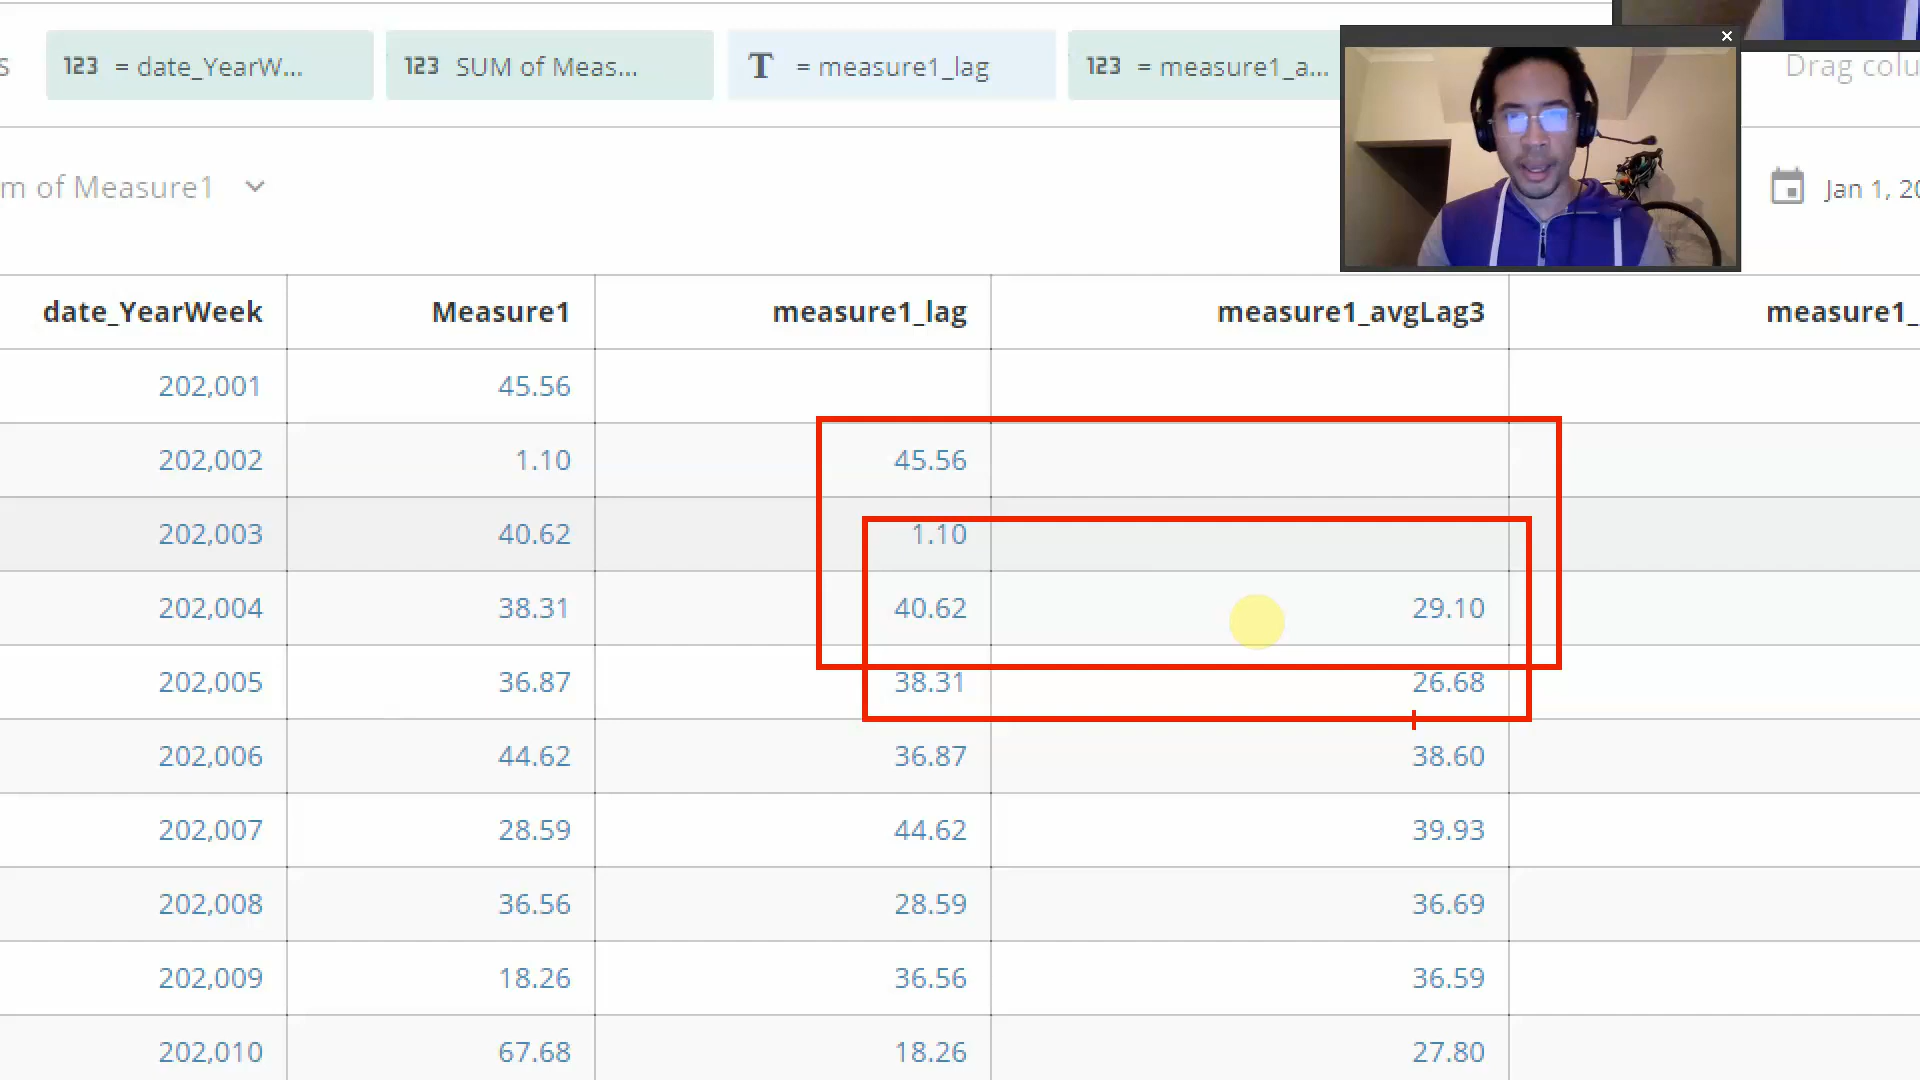 s 123 = date_YearW... 123 SUM of Meas... T = measure1_lag 123 = measure1_a... Drag colu
m of Measure1 Jan 1, 20
date_YearWeek Measure1 measure1_lag measure1_avgLag3 measure1_
202,001 45.56
202,002 1.10 45.56
202,003 40.62 1.10
202,004 38.31 40.62 29.10
202,005 36.87 38.31 26.68
202,006 44.62 36.87 38.60
202,007 28.59 44.62 39.93
202,008 36.56 28.59 36.69
202,009 18.26 36.56 36.59
202,010 67.68 18.26 27.80